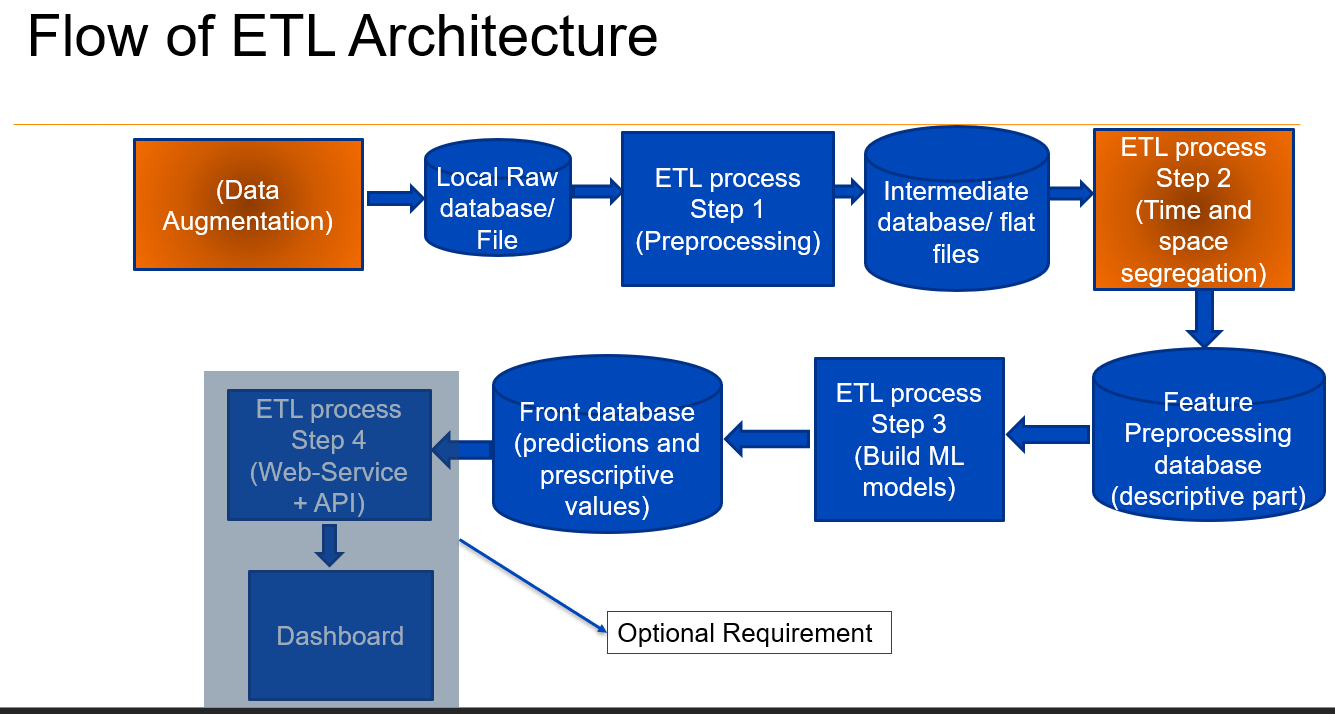 Flow of ETL Architecture
(Data
Augmentation)
Local Raw
database/
File
ETL process
Step 1
(Preprocessing)
Intermediate
database/ flat
files
ETL process
Step 2
(Time and
space
segregation)
Feature
Preprocessing
database
(descriptive part)
ETL process
Step 3
(Build ML
models)
Front database
(predictions and
prescriptive
values)
ETL process
Step 4
(Web-Service
+ API)
Dashboard
Optional Requirement